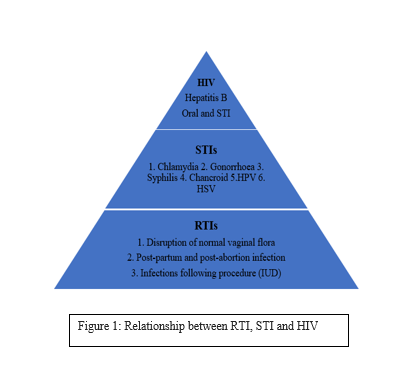 HIV
Hepatitis B
Oral and STI
STIs
1. Chlamydia 2. Gonorrhoea 3.
Syphilis 4. Chancroid 5.HPV 6.
HSV
RTIs
1. Disruption of normal vaginal flora
2. Post-partum and post-abortion infection
3. Infections following procedure (IUD)
Figure 1: Relationship between RTI, STI and HIV